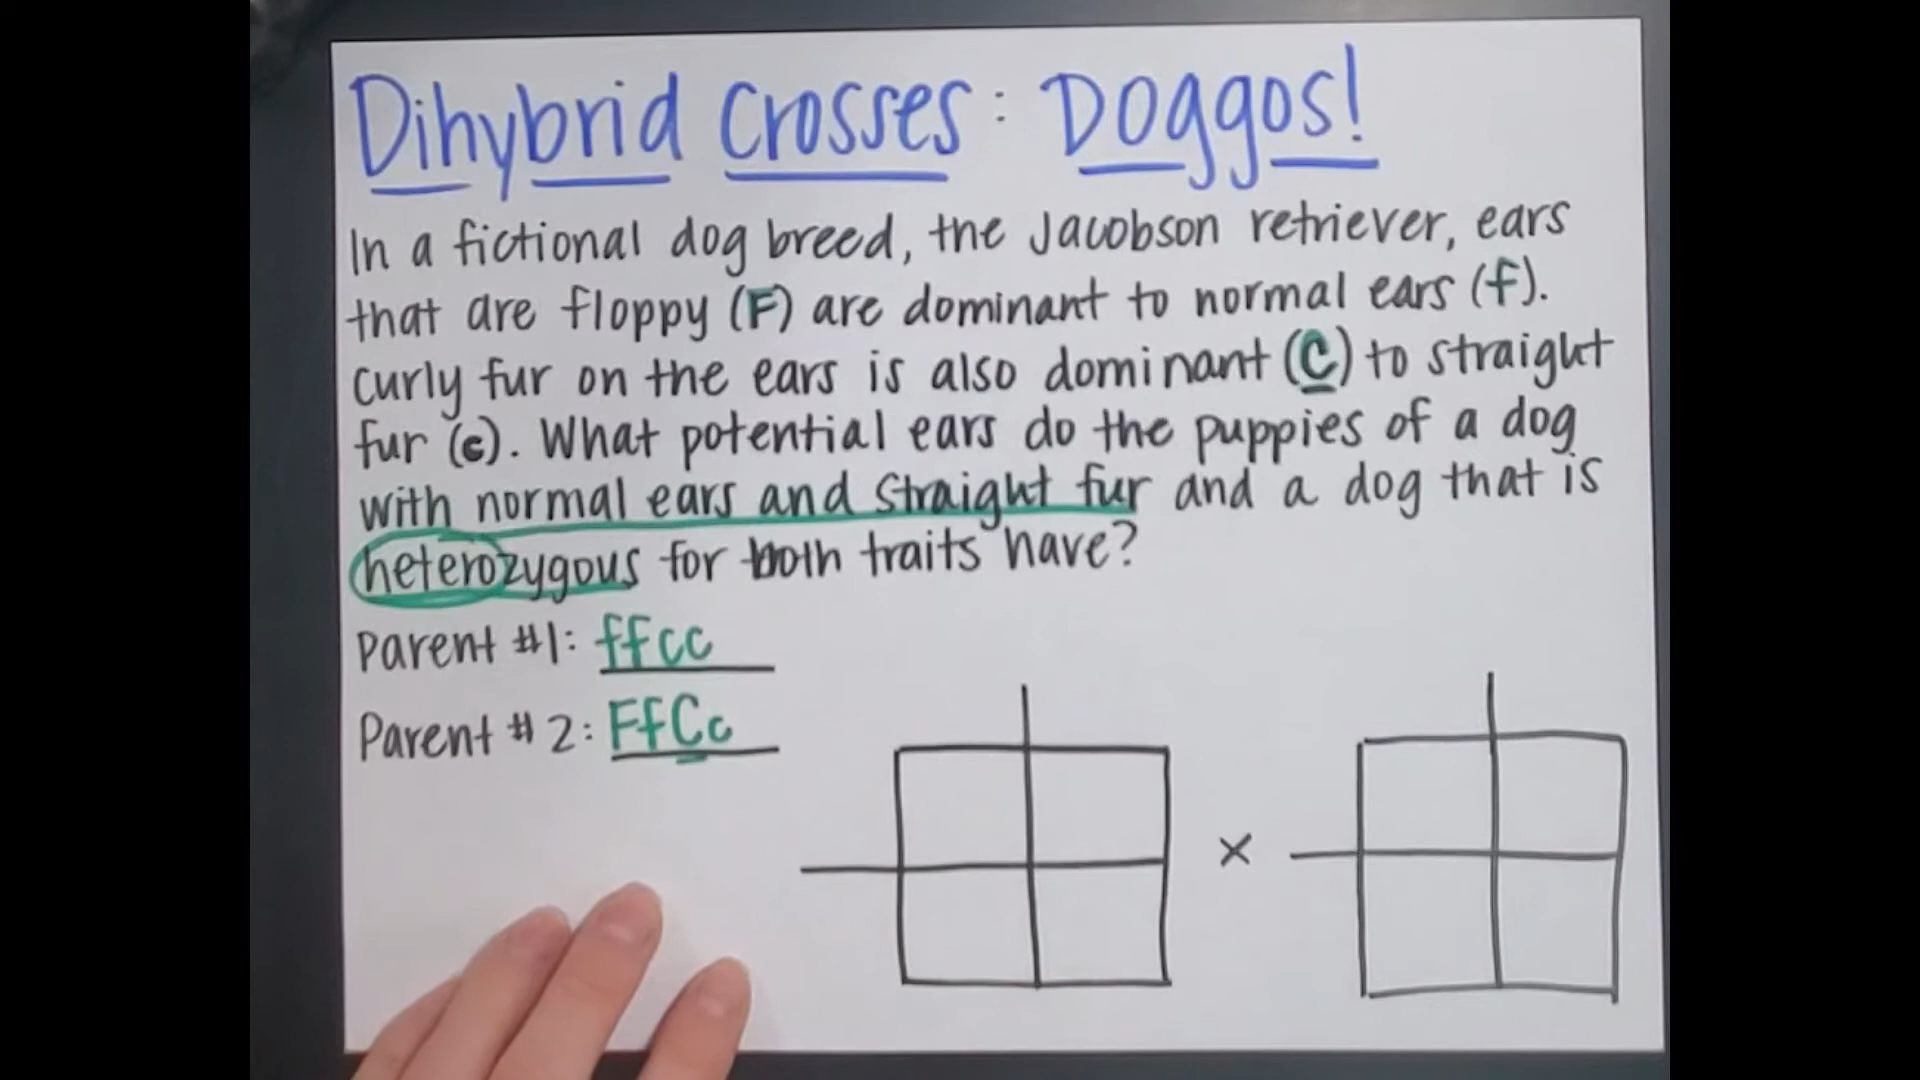 Dihybrid Crosses: Doggos!
In a fictional dog breed, the Jacobson retriever, ears
that are floppy (F) are dominant to normal ears (f).
Curly fur on the ears is also dominant (C) to straight
fur (c). What potential ears do the puppies of a dog
with normal ears and straight fur and a dog that is
heterozygous for both traits have?
Parent #1: ffcc
Parent #2: FfCc
×